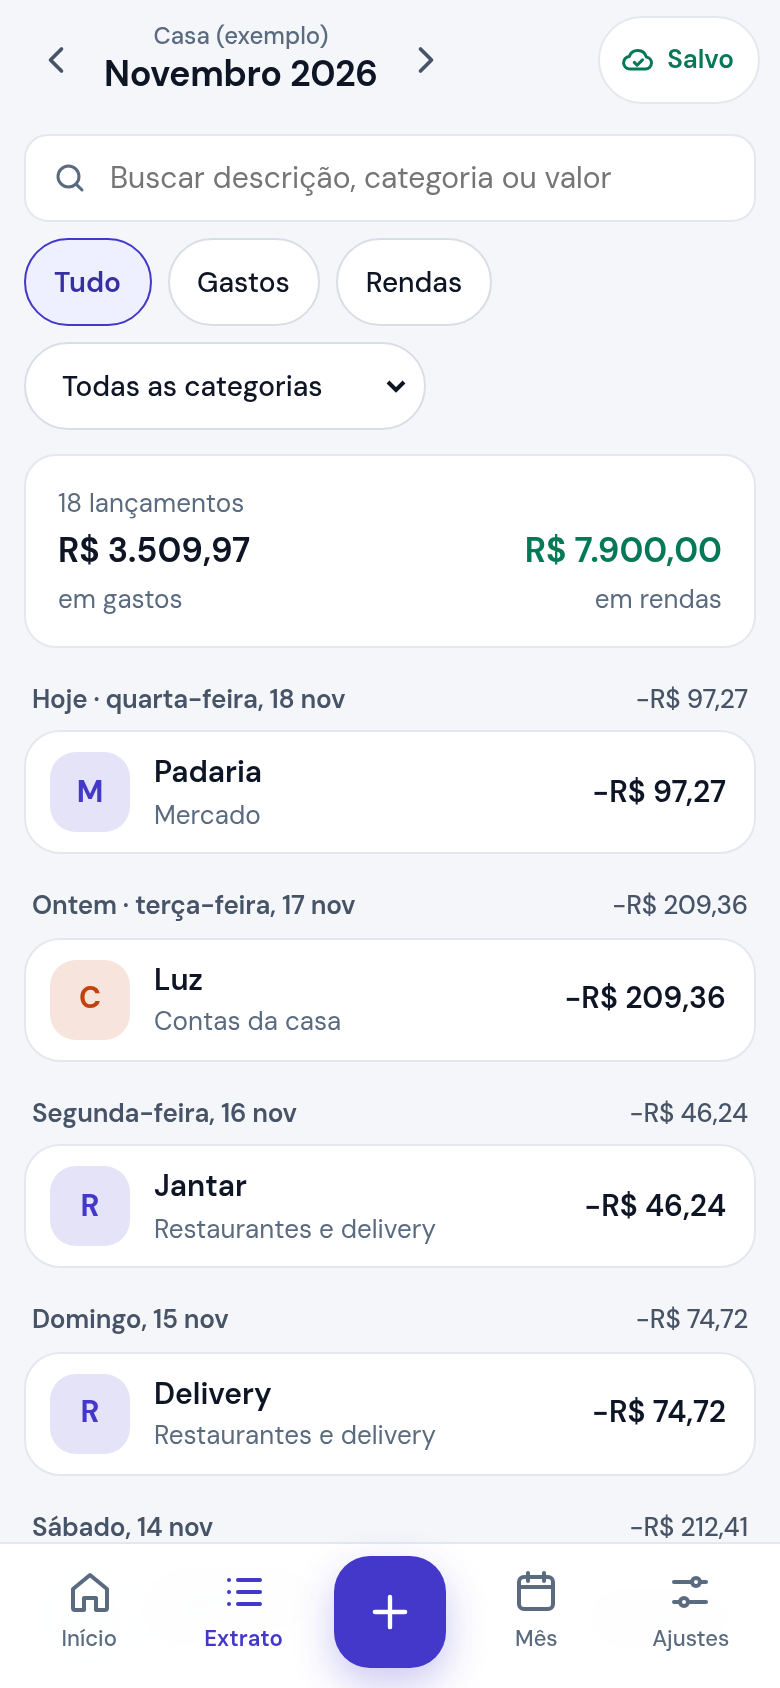 Casa (exemplo)
Novembro 2026
Salvo
Buscar descrição, categoria ou valor
Tudo
Gastos
Rendas
Todas as categorias
18 lançamentos
R$ 3.509,97
R$ 7.900,00
em gastos
em rendas
Hoje · quarta-feira, 18 nov
-R$ 97,27
M
Padaria
Mercado
-R$ 97,27
Ontem · terça-feira, 17 nov
-R$ 209,36
C
Luz
Contas da casa
-R$ 209,36
Segunda-feira, 16 nov
-R$ 46,24
R
Jantar
Restaurantes e delivery
-R$ 46,24
Domingo, 15 nov
-R$ 74,72
R
Delivery
Restaurantes e delivery
-R$ 74,72
Sábado, 14 nov
-R$ 212,41
Início
Extrato
Mês
Ajustes